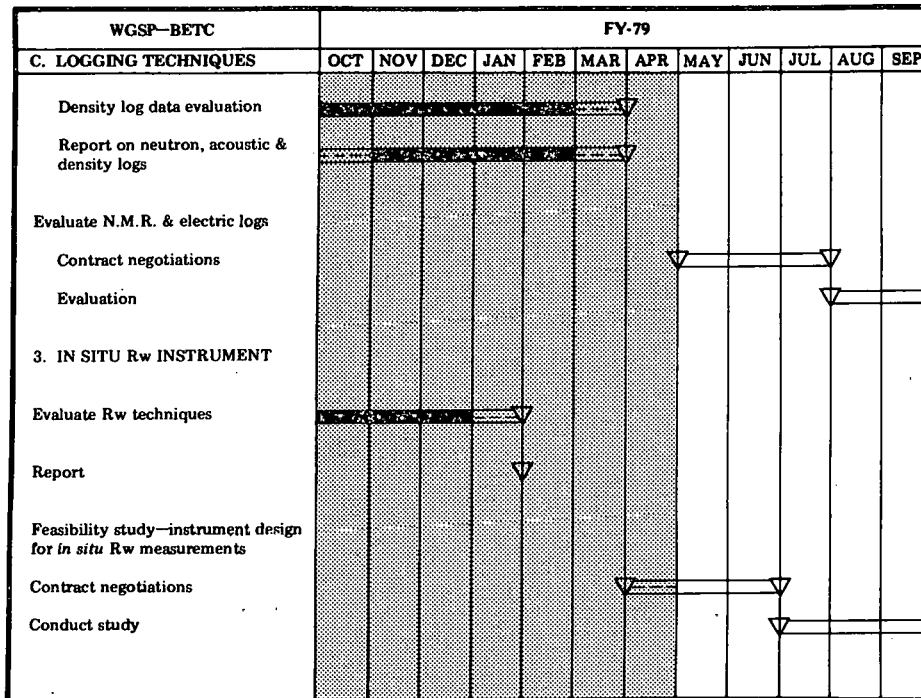 WGSP—BETC
FY-79
C. LOGGING TECHNIQUES
OCT NOV DEC JAN FEB MAR APR MAY JUN JUL AUG SEP
Density log data evaluation
Report on neutron, acoustic &
density logs
Evaluate N.M.R. & electric logs
Contract negotiations
Evaluation
3. IN SITU Rw INSTRUMENT
Evaluate Rw techniques
Report
Feasibility study—instrument design
for in situ Rw measurements
Contract negotiations
Conduct study